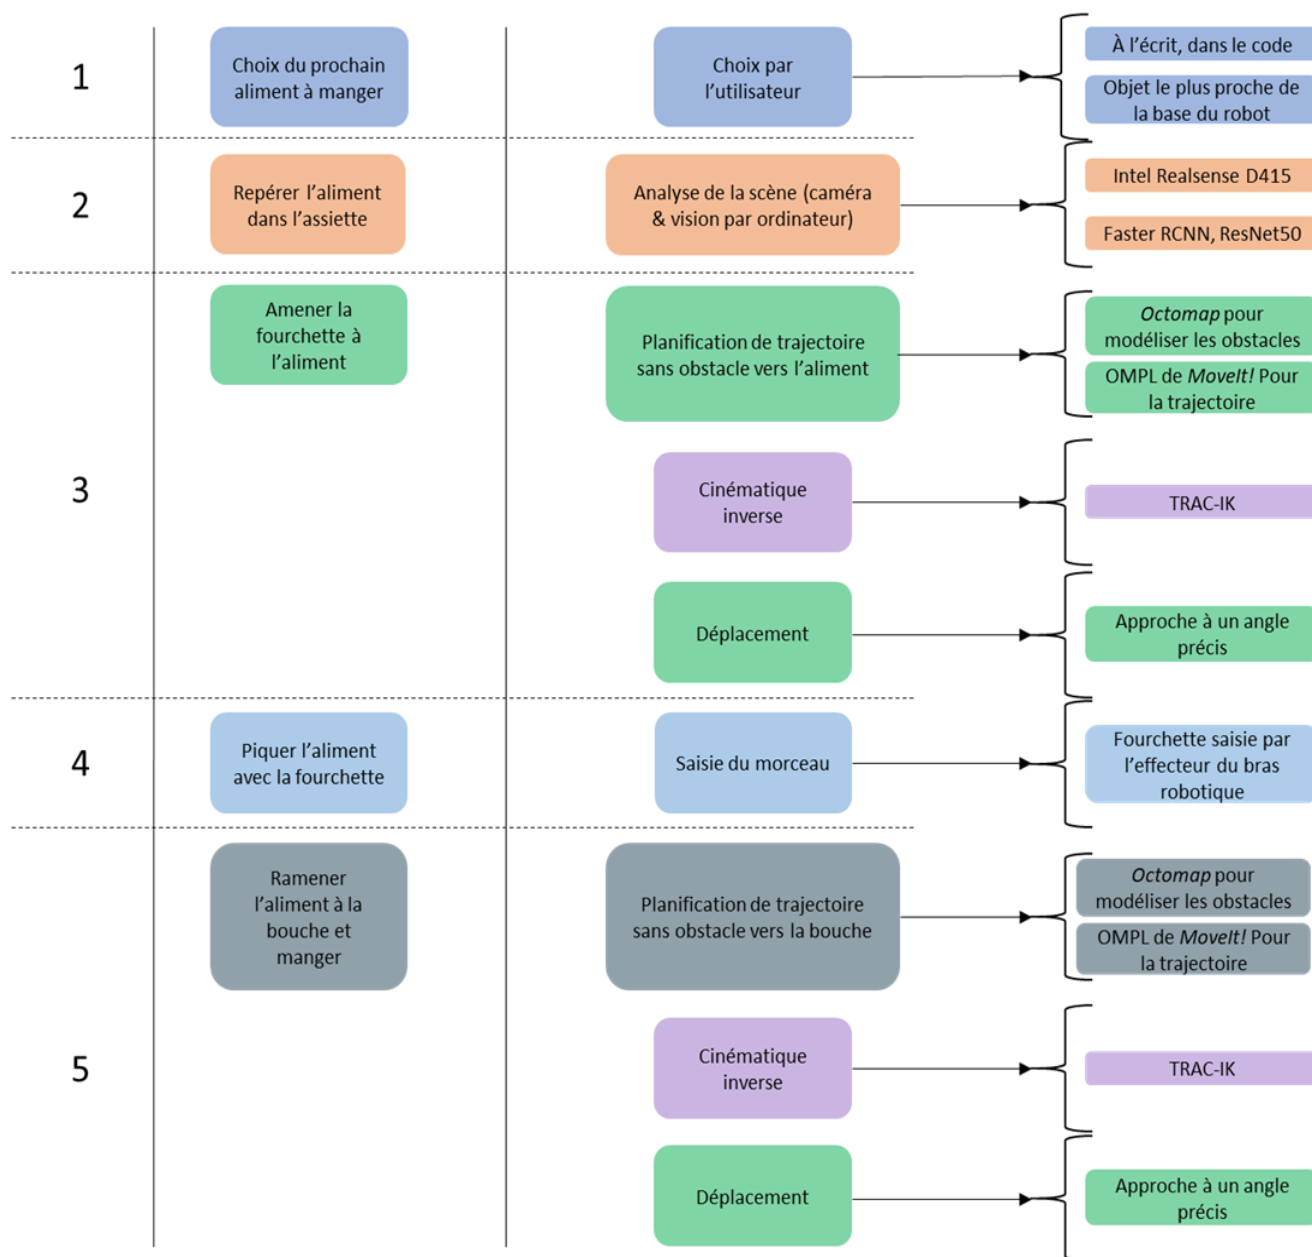 1
Choix du prochain
aliment à manger
Choix par
l'utilisateur
À l'écrit, dans le code
Objet le plus proche de
la base du robot
2
Repérer l'aliment
dans l'assiette
Analyse de la scène (caméra
& vision par ordinateur)
Intel Realsense D415
Faster RCNN, ResNet50
3
Amener la
fourchette à
l'aliment
Planification de trajectoire
sans obstacle vers l'aliment
Octomap pour
modéliser les obstacles
OMPL de MoveIt! Pour
la trajectoire
Cinématique
inverse
TRAC-IK
Déplacement
Approche à un angle
précis
4
Piquer l'aliment
avec la fourchette
Saisie du morceau
Fourchette saisie par
l'effecteur du bras
robotique
5
Ramener
l'aliment à la
bouche et
manger
Planification de trajectoire
sans obstacle vers la bouche
Octomap pour
modéliser les obstacles
OMPL de MoveIt! Pour
la trajectoire
Cinématique
inverse
TRAC-IK
Déplacement
Approche à un angle
précis